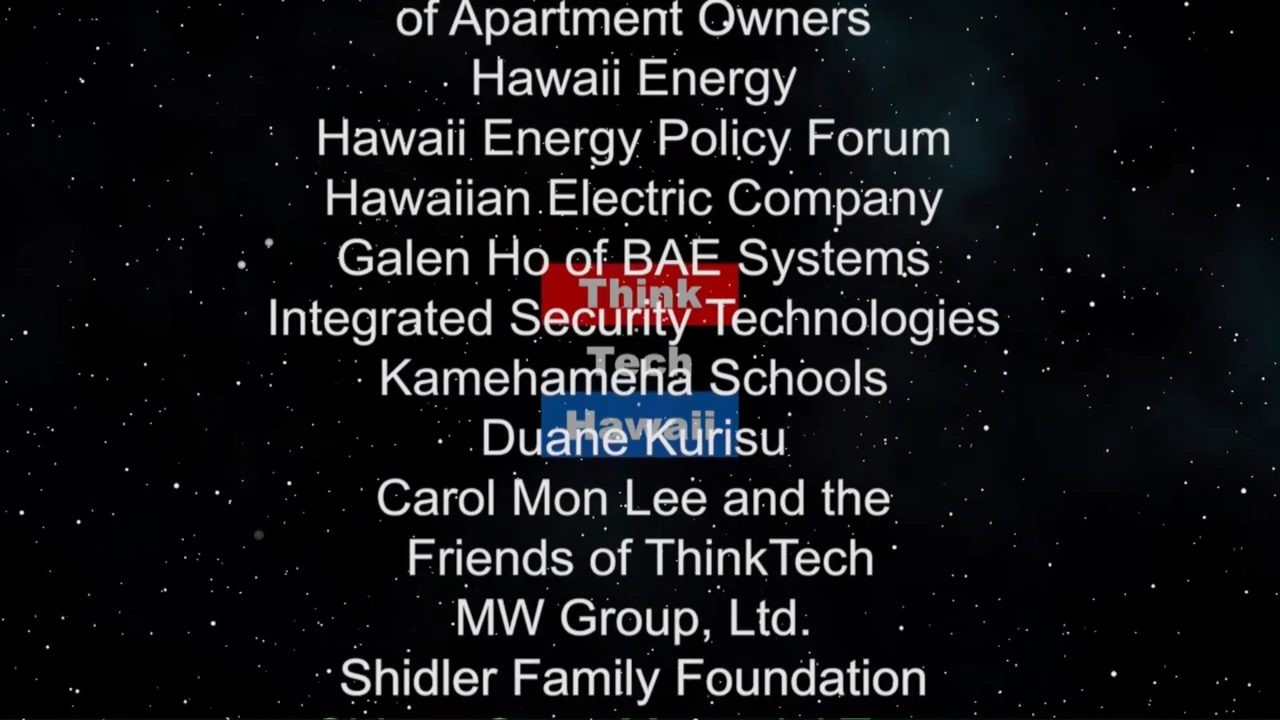 of Apartment Owners
Hawaii Energy
Hawaii Energy Policy Forum
Hawaiian Electric Company
Galen Ho of BAE Systems
Think
Integrated Security Technologies
Tech
Kamehameha Schools
Hawaii
Duane Kurisu
Carol Mon Lee and the
Friends of ThinkTech
MW Group, Ltd.
Shidler Family Foundation